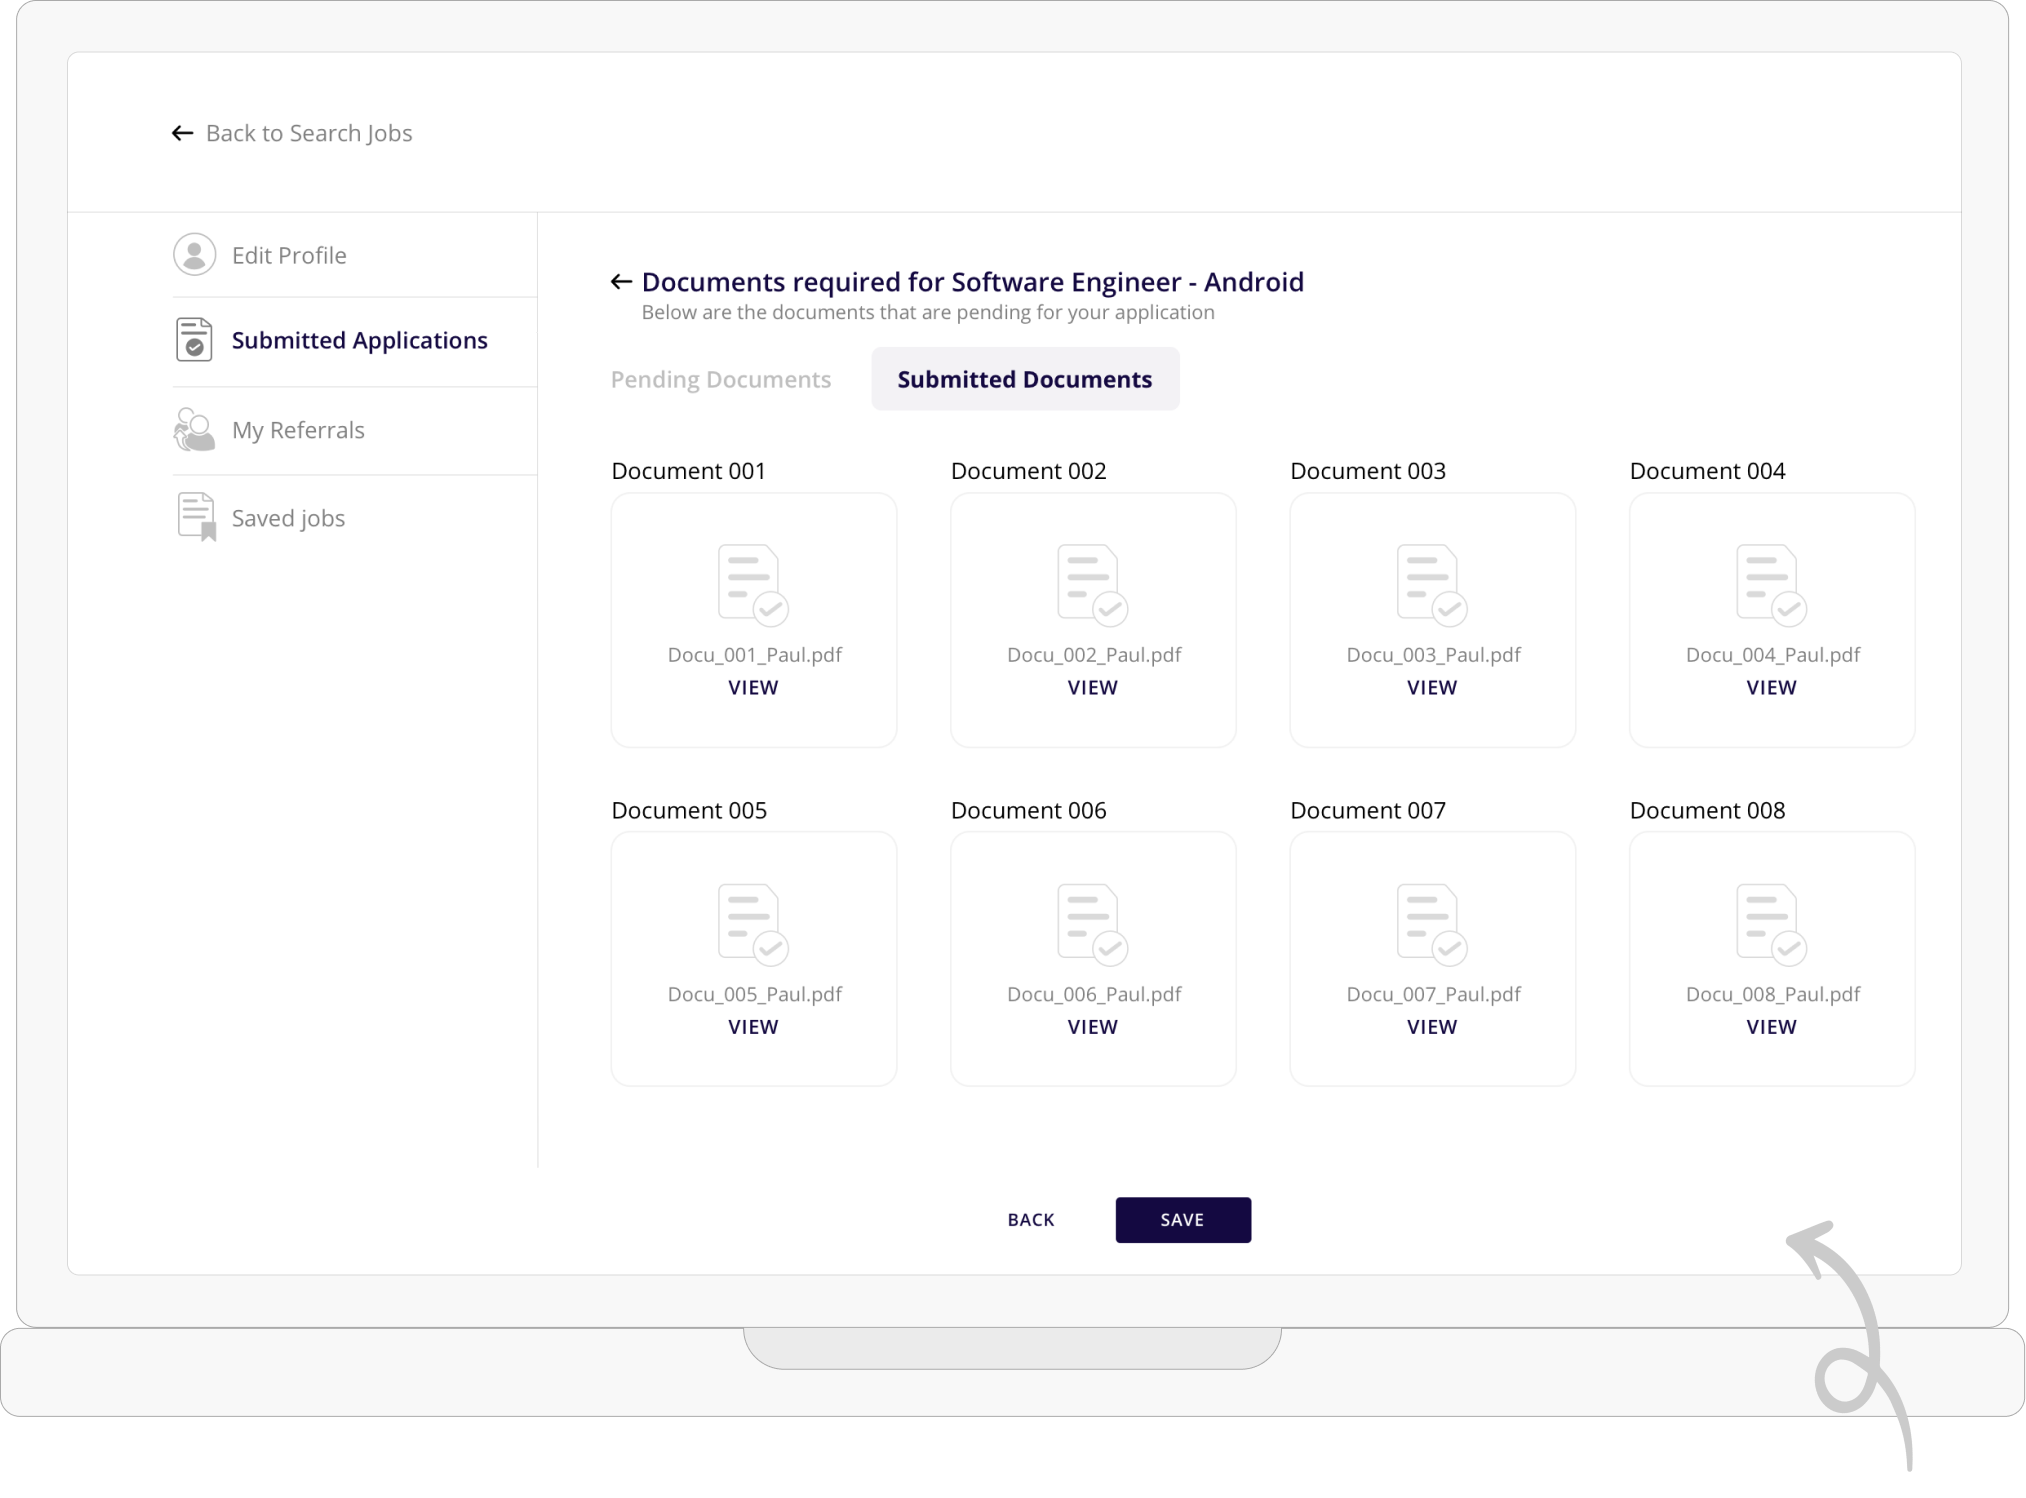 Back to Search Jobs
Edit Profile
Submitted Applications
My Referrals
Saved jobs
Documents required for Software Engineer - Android
Below are the documents that are pending for your application
Pending Documents
Submitted Documents
Document 001
Docu_001_Paul.pdf
VIEW
Document 002
Docu_002_Paul.pdf
VIEW
Document 003
Docu_003_Paul.pdf
VIEW
Document 004
Docu_004_Paul.pdf
VIEW
Document 005
Docu_005_Paul.pdf
VIEW
Document 006
Docu_006_Paul.pdf
VIEW
Document 007
Docu_007_Paul.pdf
VIEW
Document 008
Docu_008_Paul.pdf
VIEW
BACK
SAVE